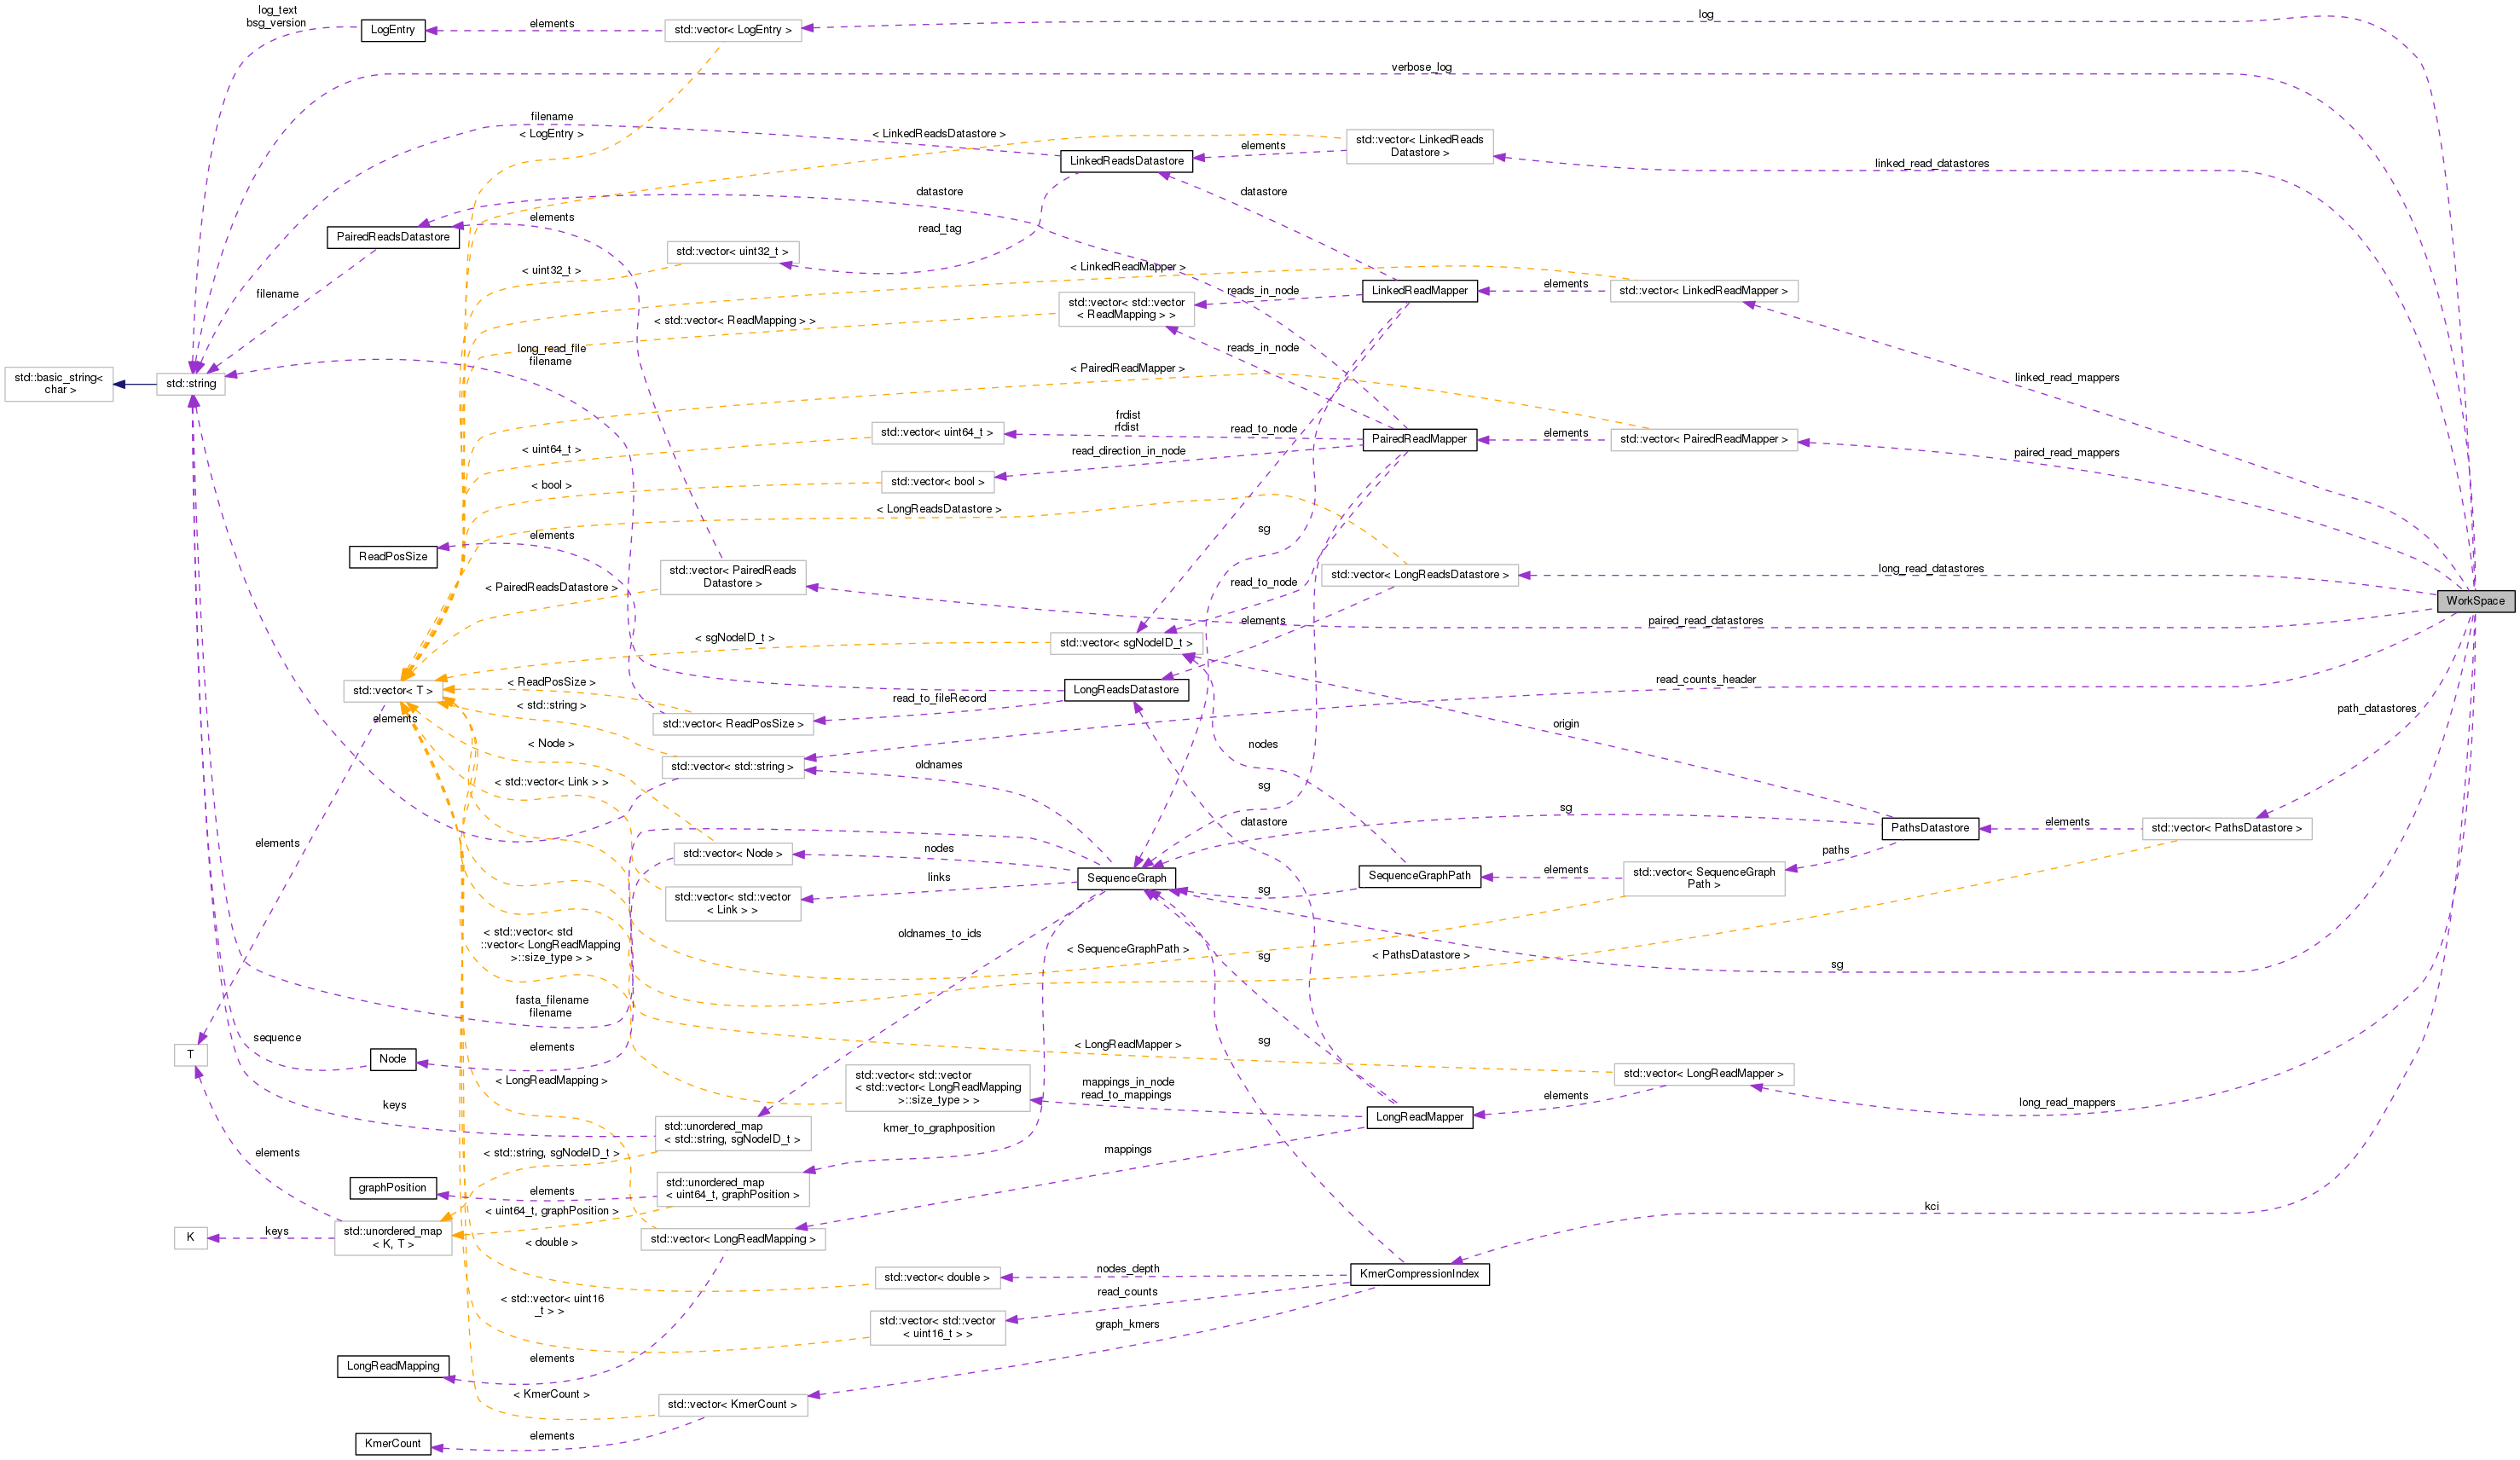 log_text
bsg_version
LogEntry
elements
std::vector< LogEntry >
log
verbose_log
filename
< LogEntry >
< LinkedReadsDatastore >
LinkedReadsDatastore
elements
std::vector< LinkedReads
Datastore >
linked_read_datastores
datastore
datastore
elements
PairedReadsDatastore
read_tag
std::vector< uint32_t >
< uint32_t >
< LinkedReadMapper >
filename
reads_in_node
LinkedReadMapper
elements
std::vector< LinkedReadMapper >
std::vector< std::vector
< ReadMapping > >
< std::vector< ReadMapping > >
long_read_file
filename
reads_in_node
< PairedReadMapper >
linked_read_mappers
std::basic_string<
char >
std::string
frdist
rfdist
std::vector< uint64_t >
read_to_node
PairedReadMapper
elements
std::vector< PairedReadMapper >
paired_read_mappers
< uint64_t >
read_direction_in_node
< bool >
std::vector< bool >
< LongReadsDatastore >
sg
elements
ReadPosSize
std::vector< PairedReads
Datastore >
< PairedReadsDatastore >
read_to_node
std::vector< LongReadsDatastore >
long_read_datastores
WorkSpace
elements
paired_read_datastores
< sgNodeID_t >
std::vector< sgNodeID_t >
std::vector< T >
< ReadPosSize >
LongReadsDatastore
read_to_fileRecord
read_counts_header
elements
< std::string >
std::vector< ReadPosSize >
origin
path_datastores
< Node >
nodes
std::vector< std::string >
oldnames
< std::vector< Link > >
sg
datastore
sg
PathsDatastore
elements
std::vector< PathsDatastore >
elements
std::vector< Node >
nodes
paths
SequenceGraph
links
sg
SequenceGraphPath
elements
std::vector< SequenceGraph
Path >
std::vector< std::vector
< Link > >
< std::vector< std
::vector< LongReadMapping
>::size_type > >
oldnames_to_ids
< SequenceGraphPath >
sg
< PathsDatastore >
sg
fasta_filename
filename
sequence
T
Node
elements
sg
< LongReadMapper >
std::vector< LongReadMapper >
< LongReadMapping >
std::vector< std::vector
< std::vector< LongReadMapping
>::size_type > >
mappings_in_node
read_to_mappings
elements
long_read_mappers
keys
LongReadMapper
std::unordered_map
< std::string, sgNodeID_t >
kmer_to_graphposition
mappings
elements
< std::string, sgNodeID_t >
graphPosition
elements
std::unordered_map
< uint64_t, graphPosition >
< uint64_t, graphPosition >
kci
K
keys
std::unordered_map
< K, T >
< double >
std::vector< LongReadMapping >
std::vector< double >
nodes_depth
KmerCompressionIndex
< std::vector< uint16
_t > >
read_counts
std::vector< std::vector
< uint16_t > >
graph_kmers
LongReadMapping
elements
< KmerCount >
std::vector< KmerCount >
KmerCount
elements